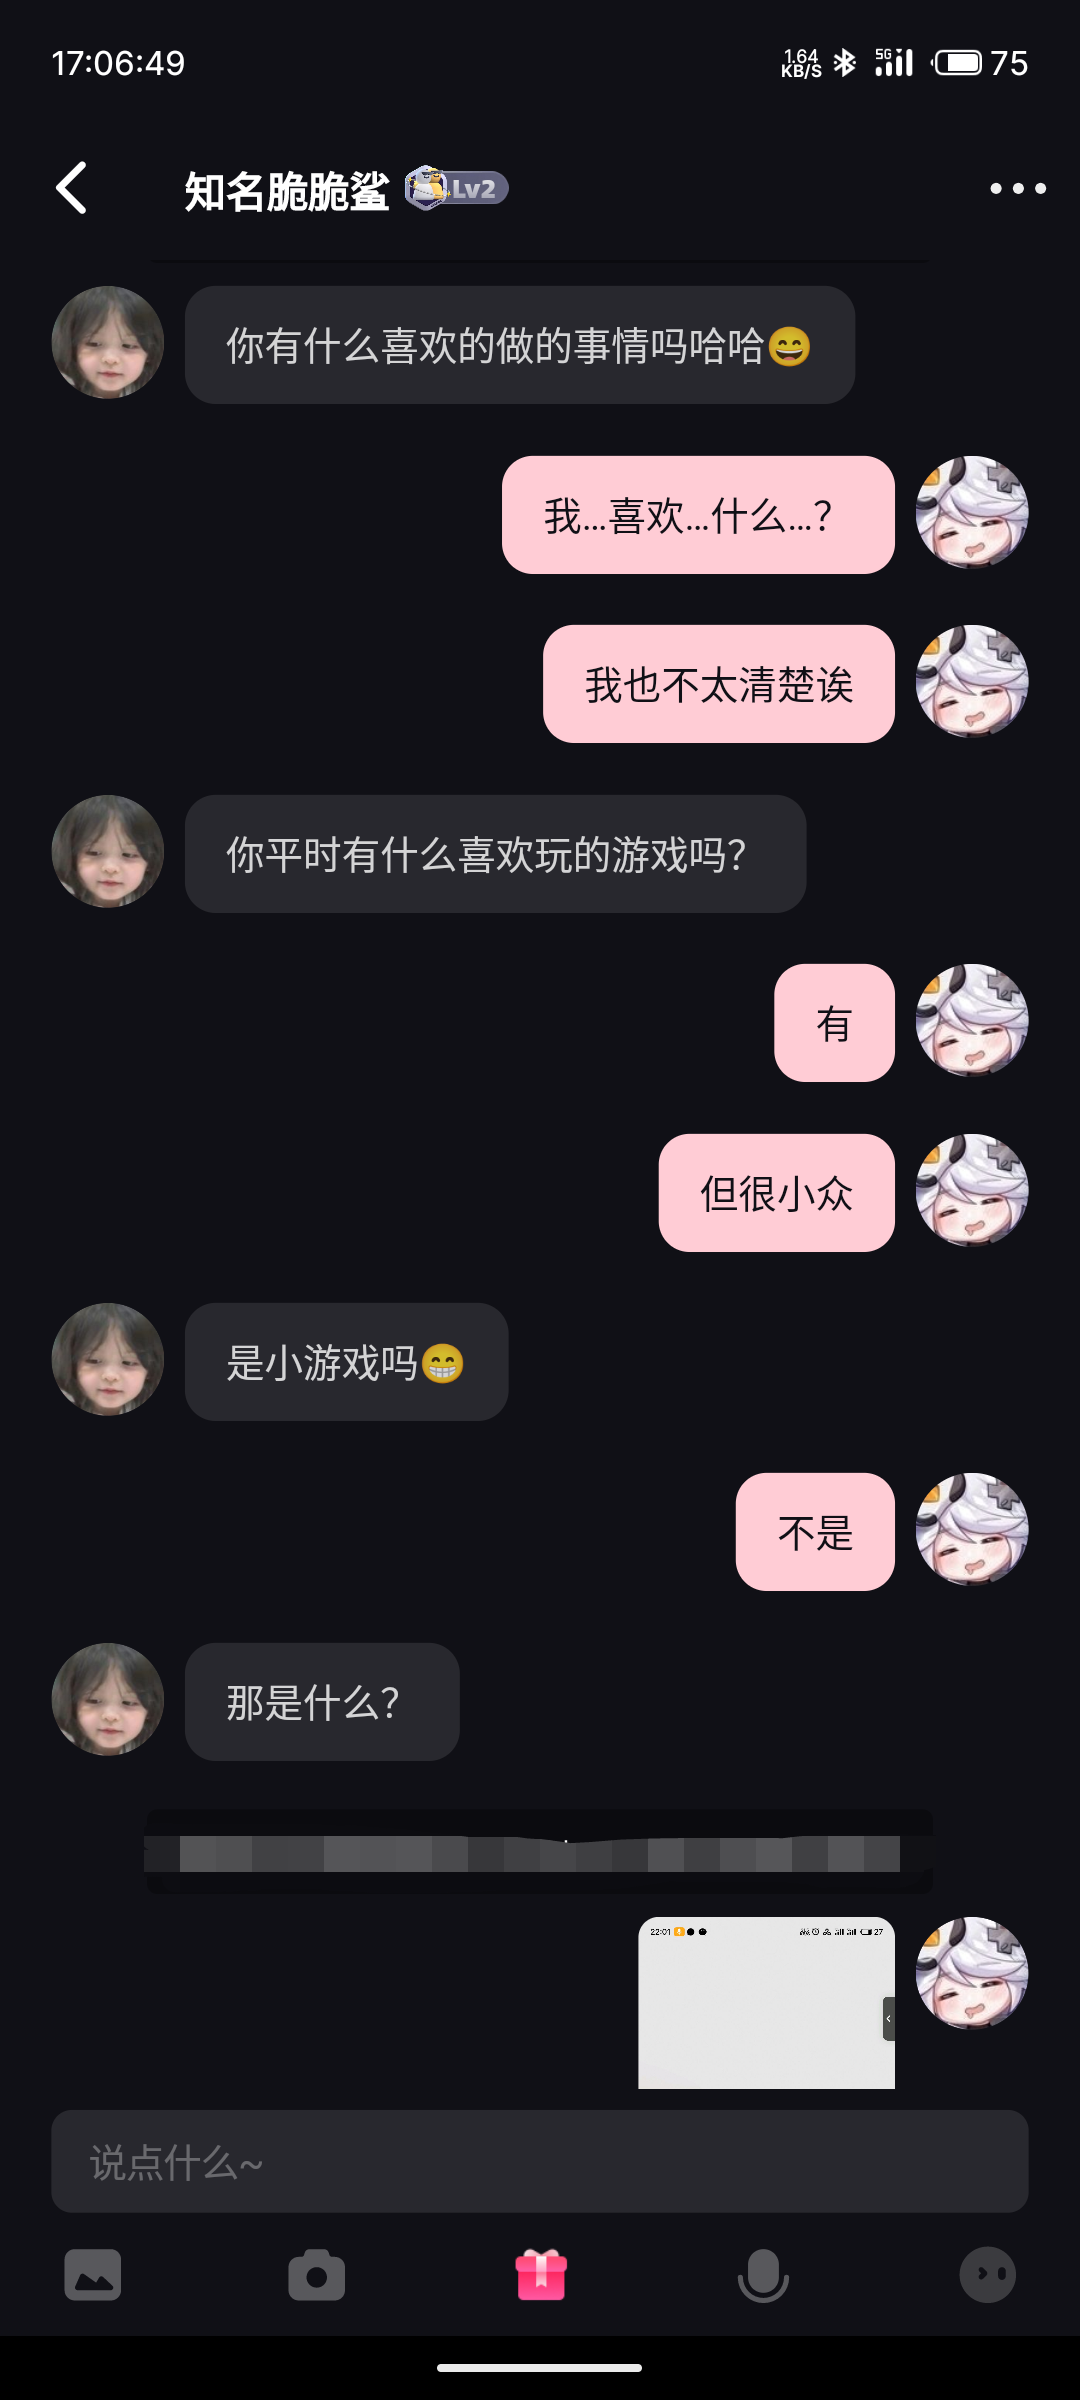 17:06:49
1.64
KB/S
5G
75
知名脆脆鲨 Lv2
你有什么喜欢的做的事情吗哈哈😄
我...喜欢...什么...?
我也不太清楚诶
你平时有什么喜欢玩的游戏吗?
有
但很小众
是小游戏吗😁
不是
那是什么?
22:01
27
说点什么~